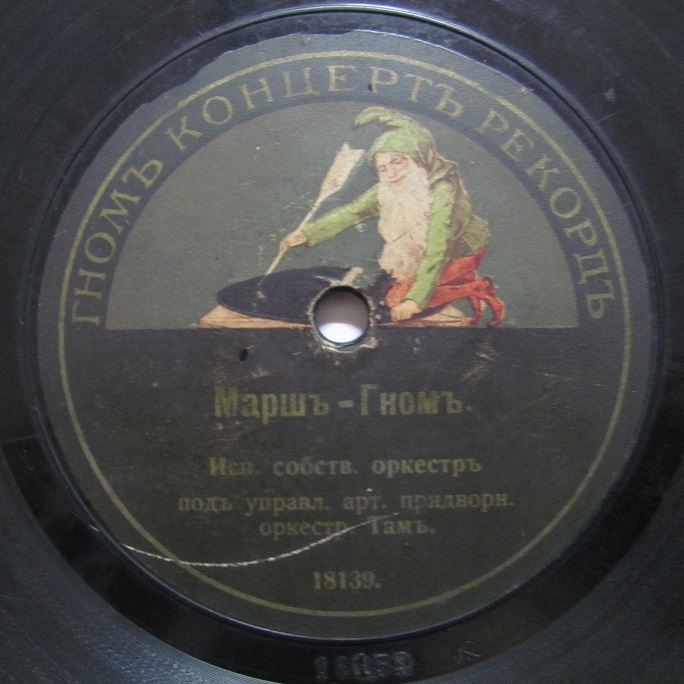 ГНОМЪ КОНЦЕРТЪ РЕКОРДЪ
Маршъ - Гномъ.
Исп. собств. оркестръ
подъ управл. арт. придворн.
оркестр. Тамъ.
18139.